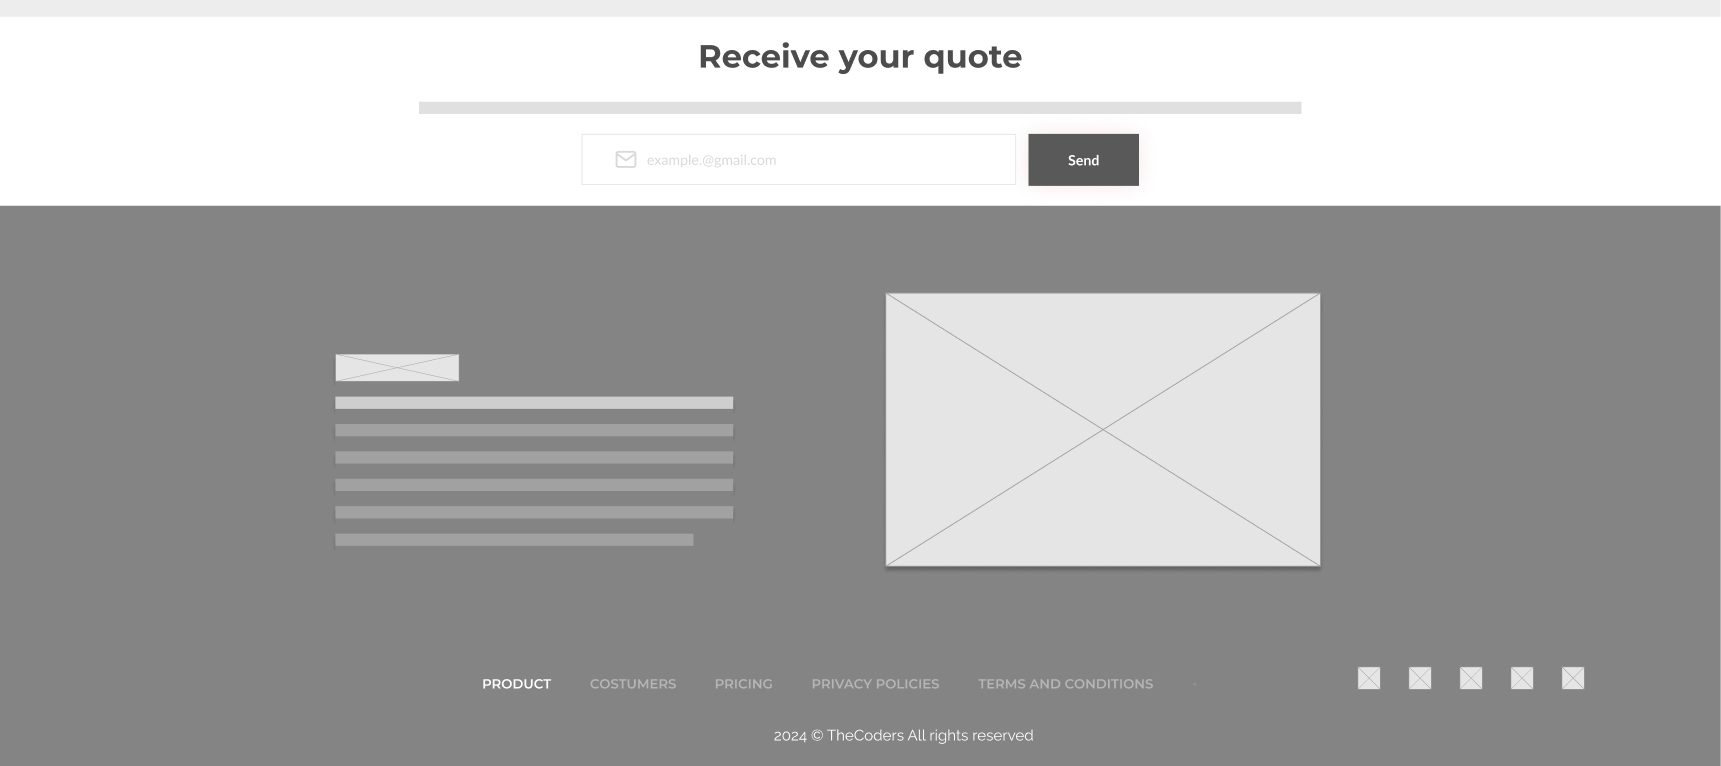 Receive your quote
example.@gmail.com
Send
PRODUCT COSTUMERS PRICING PRIVACY POLICIES TERMS AND CONDITIONS
2024 © TheCoders All rights reserved